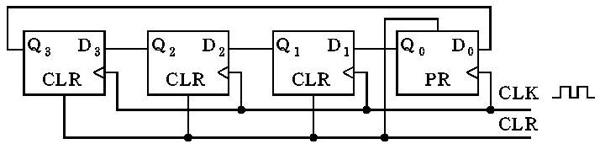 Q3 D3 Q2 D2 Q1 D1 Q0 D0
CLR CLR CLR PR
CLK
CLR